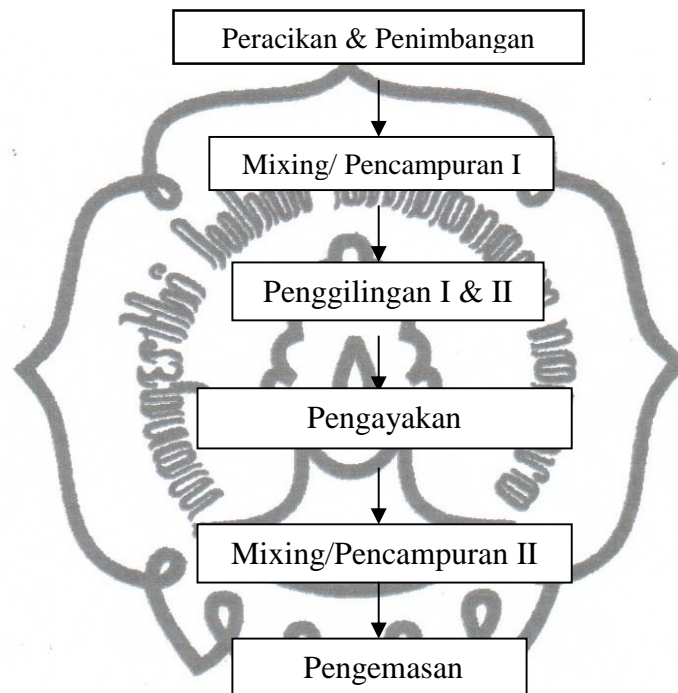 Peracikan & Penimbangan
Mixing/ Pencampuran I
Penggilingan I & II
Pengayakan
Mixing/Pencampuran II
Pengemasan